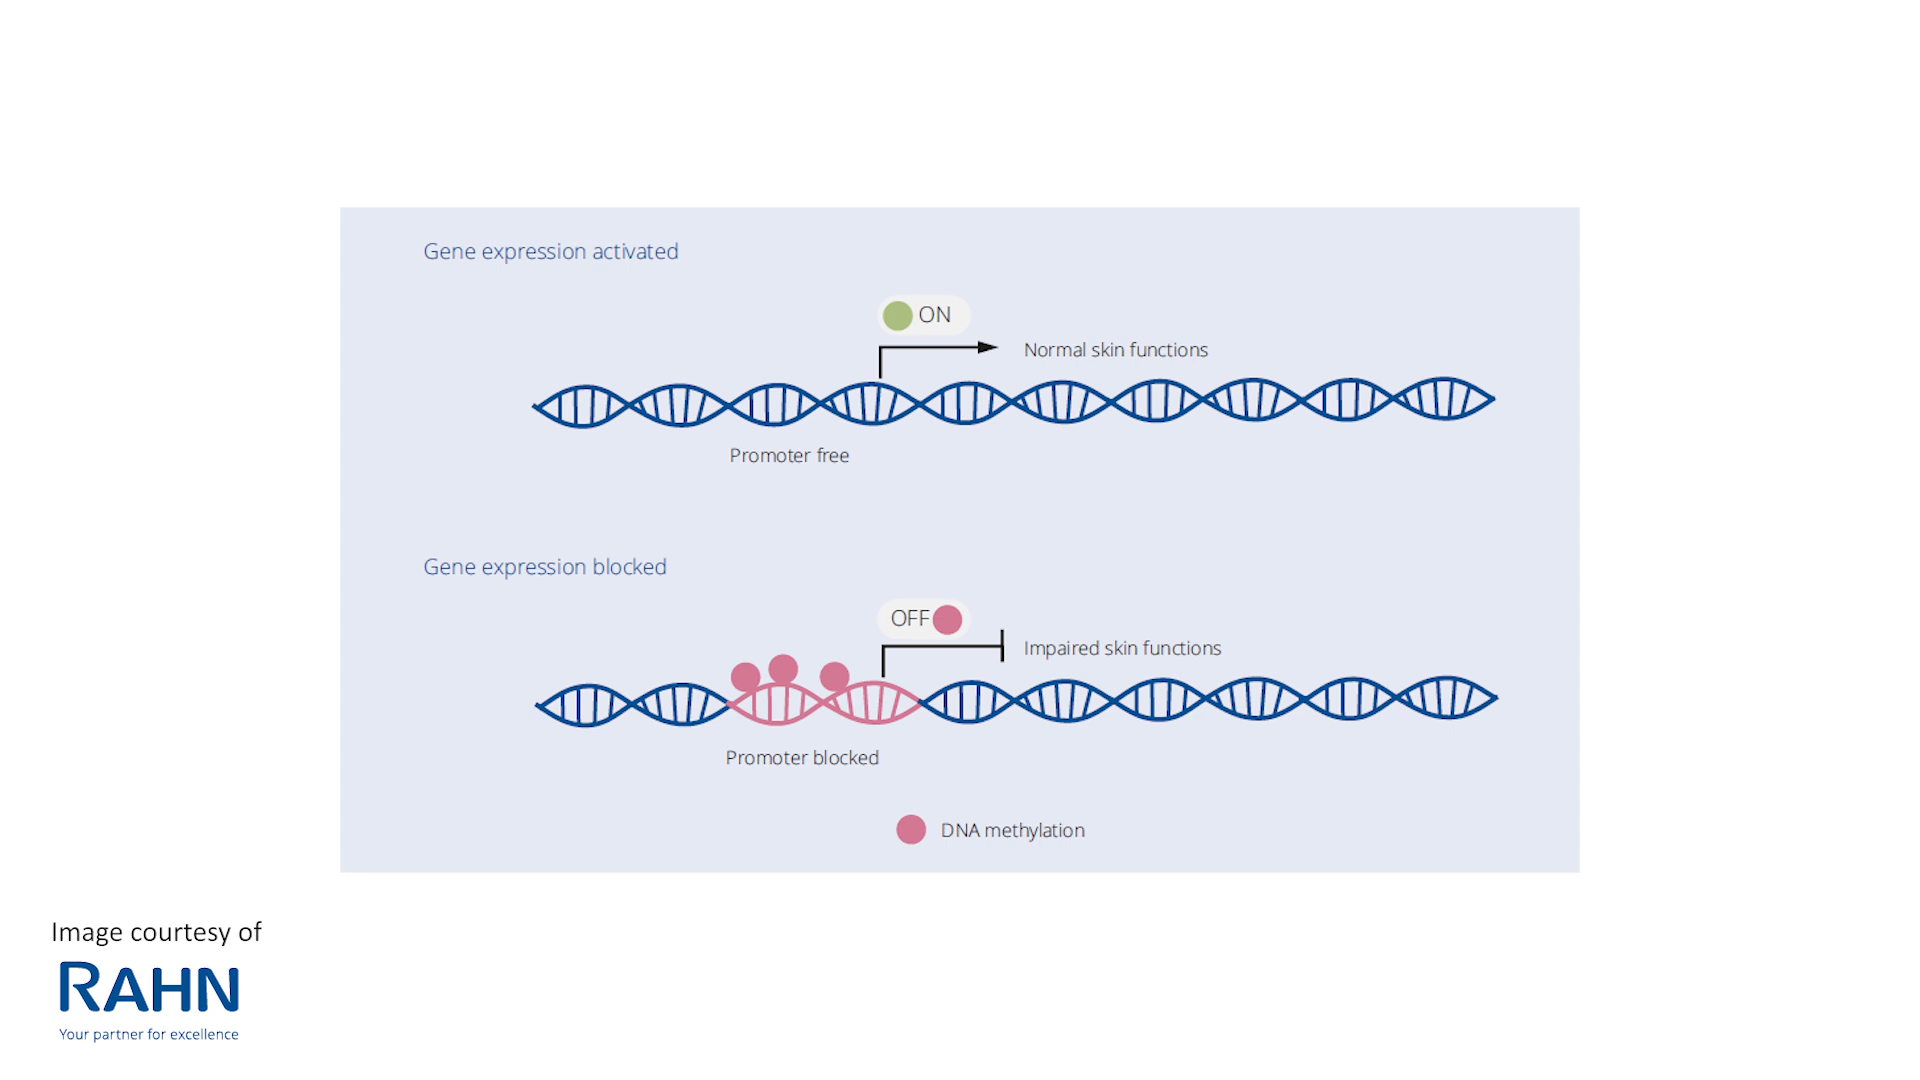 Gene expression activated
ON
Normal skin functions
Promoter free
Gene expression blocked
OFF
Impaired skin functions
Promoter blocked
DNA methylation
Image courtesy of
RAHN
Your partner for excellence